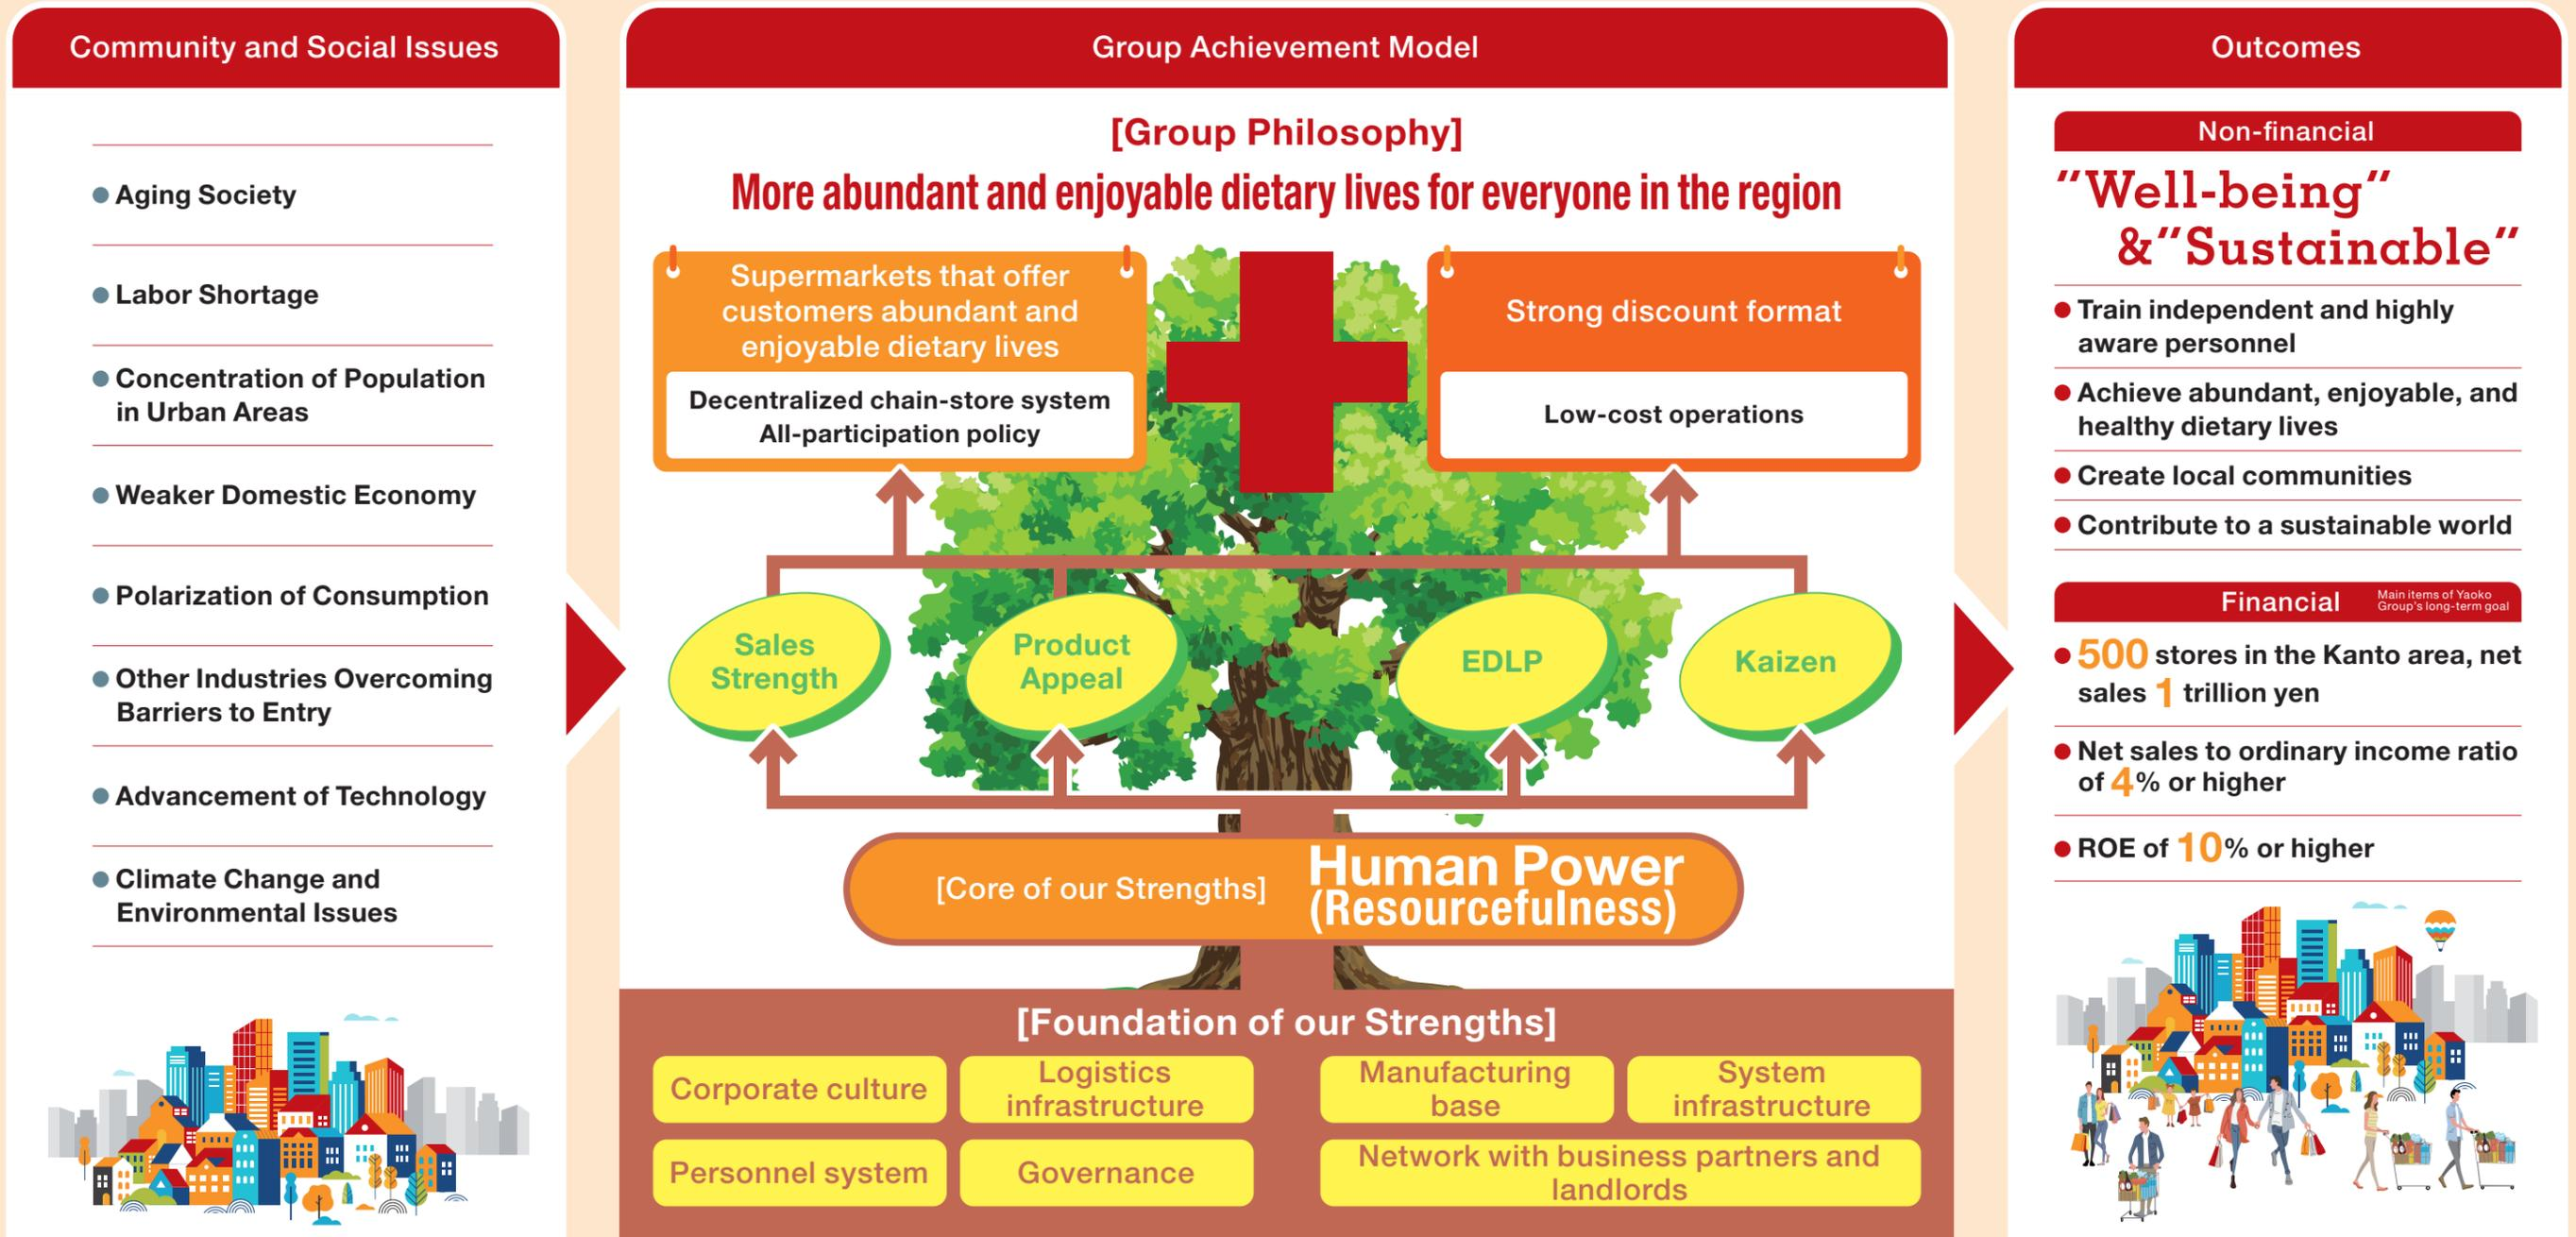 Community and Social Issues
Aging Society
Labor Shortage
Concentration of Population
in Urban Areas
Weaker Domestic Economy
Polarization of Consumption
Other Industries Overcoming
Barriers to Entry
Advancement of Technology
Climate Change and
Environmental Issues
Group Achievement Model
[Group Philosophy]
More abundant and enjoyable dietary lives for everyone in the region
Supermarkets that offer
customers abundant and
enjoyable dietary lives
Decentralized chain-store system
All-participation policy
Strong discount format
Low-cost operations
Sales
Strength
Product
Appeal
EDLP
Kaizen
[Core of our Strengths]
Human Power
(Resourcefulness)
[Foundation of our Strengths]
Corporate culture
Logistics
infrastructure
Manufacturing
base
System
infrastructure
Personnel system
Governance
Network with business partners and
landlords
Outcomes
Non-financial
"Well-being"
&"Sustainable"
Train independent and highly
aware personnel
Achieve abundant, enjoyable, and
healthy dietary lives
Create local communities
Contribute to a sustainable world
Financial
Main items of Yaoko
Group's long-term goal
500 stores in the Kanto area, net
sales 1 trillion yen
Net sales to ordinary income ratio
of 4% or higher
ROE of 10% or higher